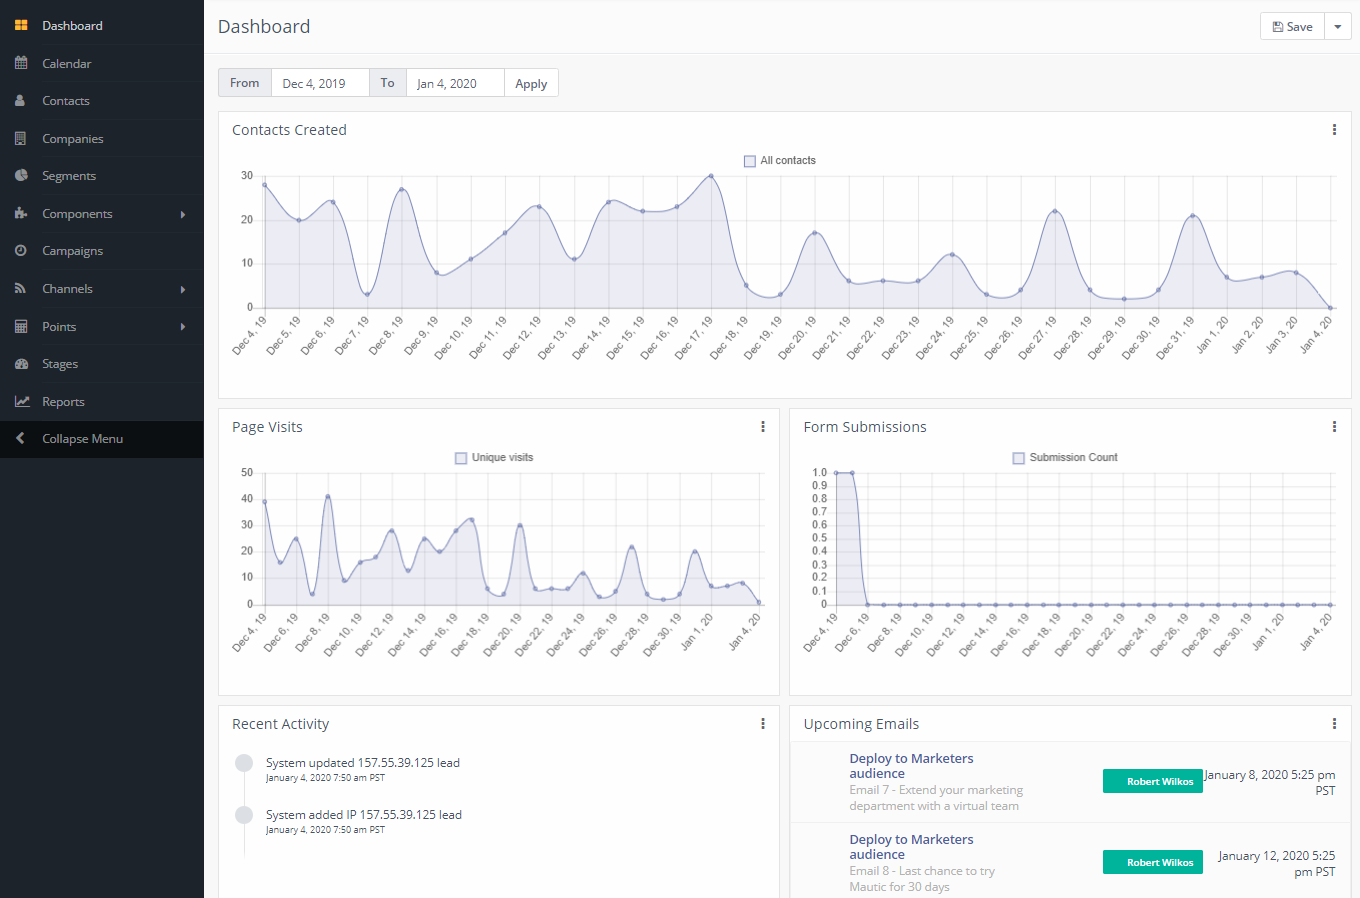 Dashboard
Calendar
Contacts
Companies
Segments
Components
Campaigns
Channels
Points
Stages
Reports
Collapse Menu
Dashboard
Save
From Dec 4, 2019 To Jan 4, 2020 Apply
Contacts Created
All contacts
30
20
10
0
Dec 4, 19 Dec 5, 19 Dec 6, 19 Dec 7, 19 Dec 8, 19 Dec 9, 19 Dec 10, 19 Dec 11, 19 Dec 12, 19 Dec 13, 19 Dec 14, 19 Dec 15, 19 Dec 16, 19 Dec 17, 19 Dec 18, 19 Dec 19, 19 Dec 20, 19 Dec 21, 19 Dec 22, 19 Dec 23, 19 Dec 24, 19 Dec 25, 19 Dec 26, 19 Dec 27, 19 Dec 28, 19 Dec 29, 19 Dec 30, 19 Dec 31, 19 Jan 1, 20 Jan 2, 20 Jan 3, 20 Jan 4, 20
Page Visits
Unique visits
50
40
30
20
10
0
Dec 4, 19 Dec 6, 19 Dec 8, 19 Dec 10, 19 Dec 12, 19 Dec 14, 19 Dec 16, 19 Dec 18, 19 Dec 20, 19 Dec 22, 19 Dec 24, 19 Dec 26, 19 Dec 28, 19 Dec 30, 19 Jan 1, 20 Jan 4, 20
Form Submissions
Submission Count
1.0
0.9
0.8
0.7
0.6
0.5
0.4
0.3
0.2
0.1
0
Dec 4, 19 Dec 6, 19 Dec 8, 19 Dec 10, 19 Dec 12, 19 Dec 14, 19 Dec 16, 19 Dec 18, 19 Dec 20, 19 Dec 22, 19 Dec 24, 19 Dec 26, 19 Dec 28, 19 Dec 30, 19 Jan 1, 20 Jan 4, 20
Recent Activity
System updated 157.55.39.125 lead
January 4, 2020 7:50 am PST
System added IP 157.55.39.125 lead
January 4, 2020 7:50 am PST
Upcoming Emails
Deploy to Marketers
audience
Email 7 - Extend your marketing
department with a virtual team
Robert Wilkos
January 8, 2020 5:25 pm
PST
Deploy to Marketers
audience
Email 8 - Last chance to try
Mautic for 30 days
Robert Wilkos
January 12, 2020 5:25
pm PST